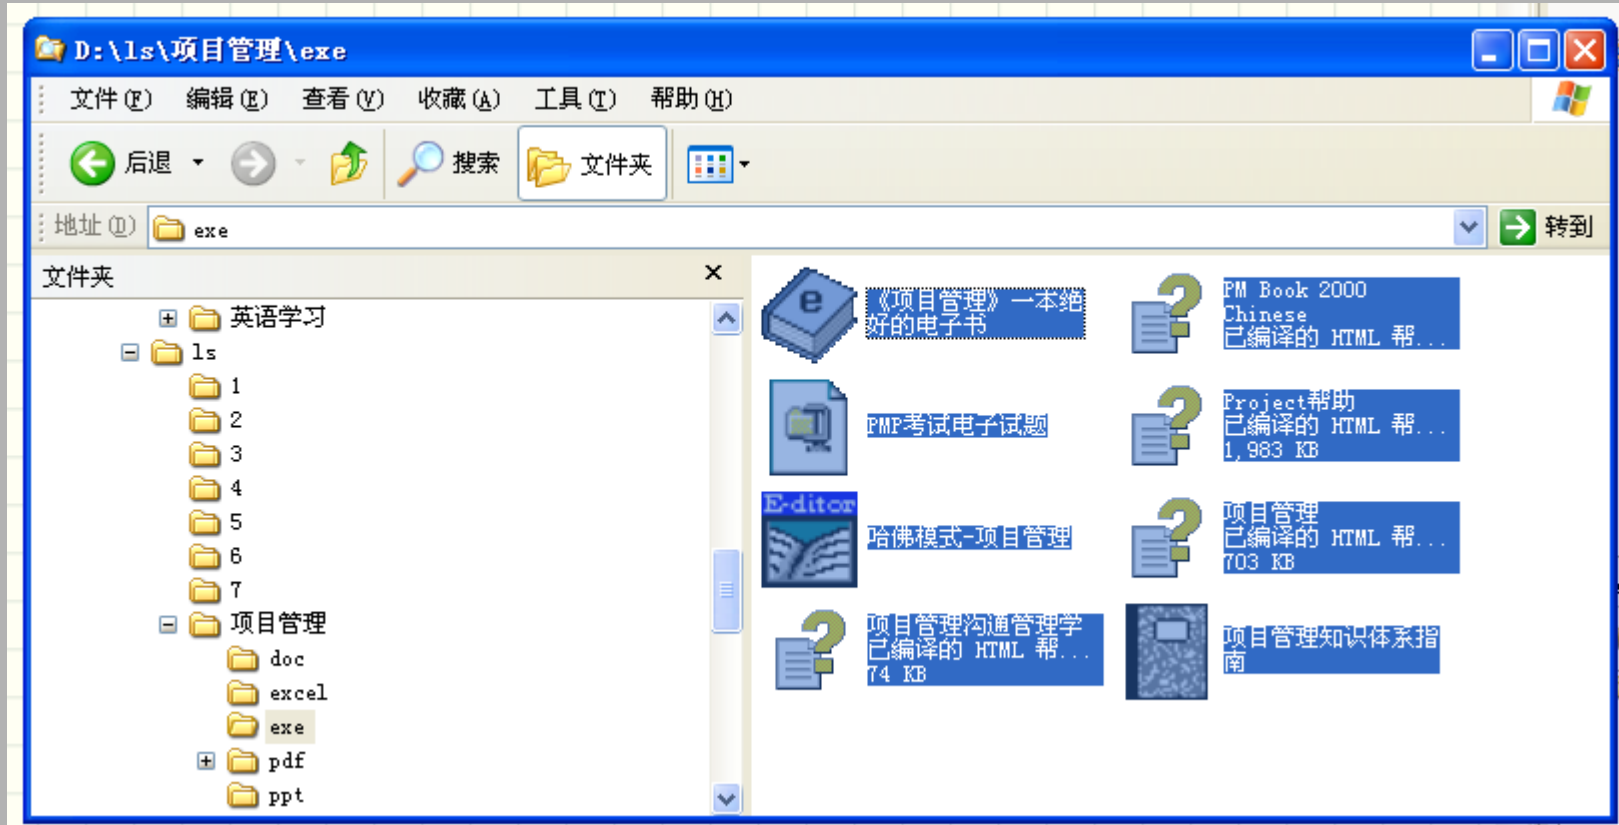 D:\ls\项目管理\exe
文件(F) 编辑(E) 查看(V) 收藏(A) 工具(T) 帮助(H)
后退 搜索 文件夹
地址(D) exe 转到
文件夹
英语学习
ls
1
2
3
4
5
6
7
项目管理
doc
excel
exe
pdf
ppt
e
《项目管理》一本绝
好的电子书
PM Book 2000
Chinese
已编译的 HTML 帮...
PMP考试电子试题
Project帮助
已编译的 HTML 帮...
1,983 KB
E-ditor
哈佛模式-项目管理
项目管理
已编译的 HTML 帮...
703 KB
项目管理沟通管理学
已编译的 HTML 帮...
74 KB
项目管理知识体系指
南